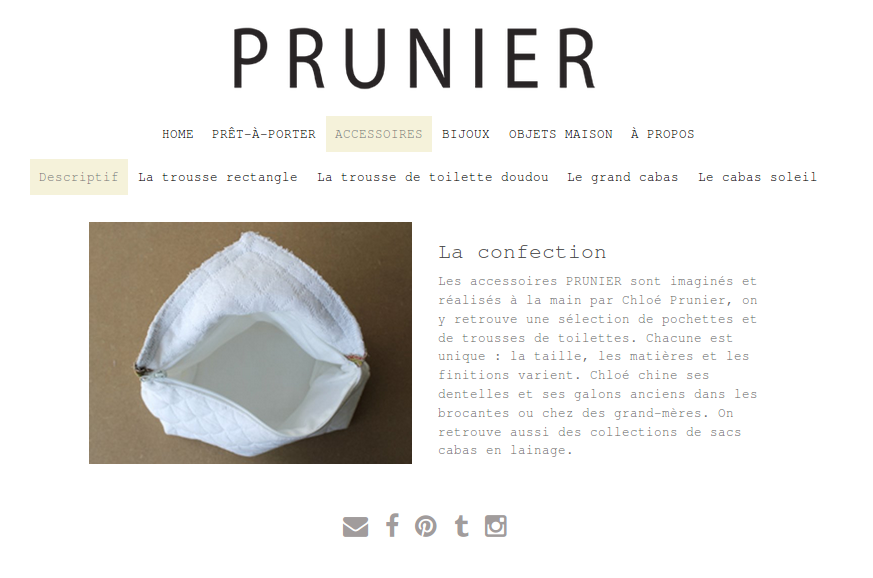 PRUNIER
HOME PRÊT-À-PORTER ACCESSOIRES BIJOUX OBJETS MAISON À PROPOS
Descriptif La trousse rectangle La trousse de toilette doudou Le grand cabas Le cabas soleil
La confection
Les accessoires PRUNIER sont imaginés et
réalisés à la main par Chloé Prunier, on
y retrouve une sélection de pochettes et
de trousses de toilettes. Chacune est
unique : la taille, les matières et les
finitions varient. Chloé chine ses
dentelles et ses galons anciens dans les
brocantes ou chez des grand-mères. On
retrouve aussi des collections de sacs
cabas en lainage.